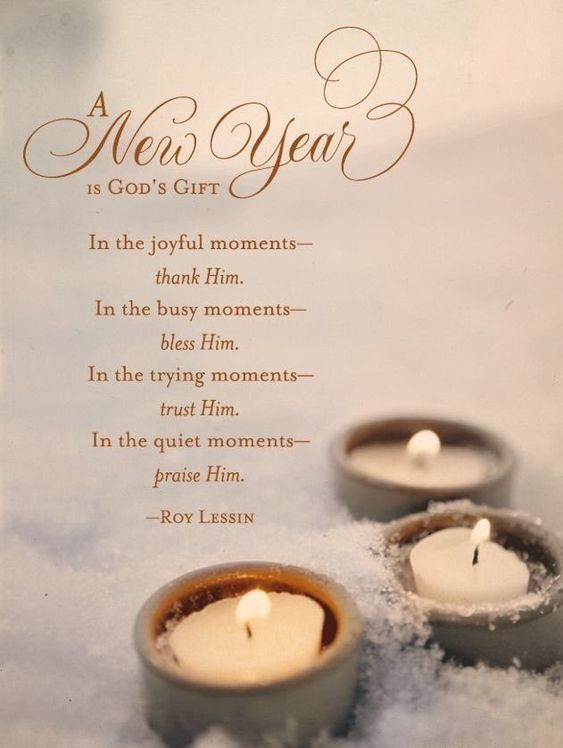 A
New Year
is God's Gift
In the joyful moments—
thank Him.
In the busy moments—
bless Him.
In the trying moments—
trust Him.
In the quiet moments—
praise Him.
—Roy Lessin